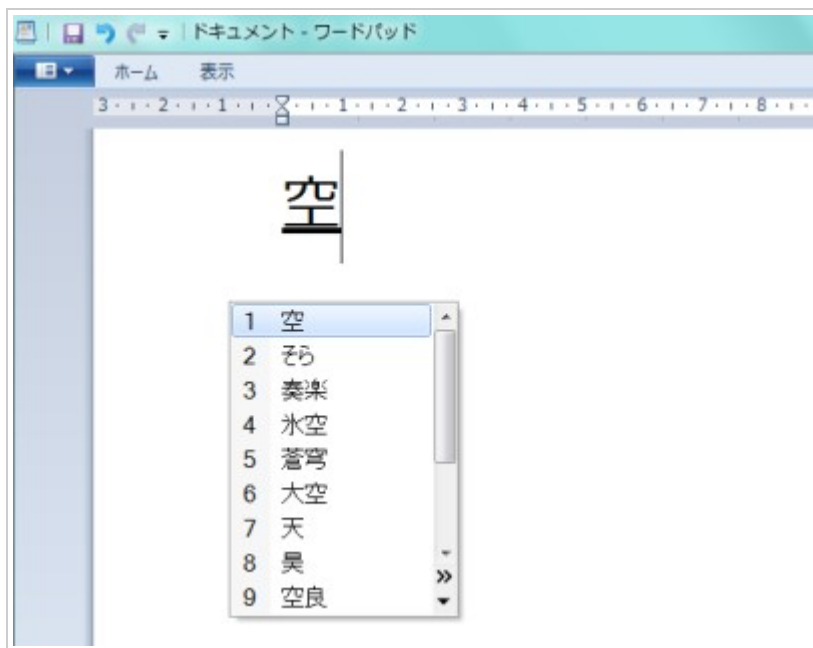 ドキュメント - ワードパッド
ホーム 表示
3 2 1 1 2 3 4 5 6 7 8
空
1 空
2 そら
3 奏楽
4 氷空
5 蒼穹
6 大空
7 天
8 昊
9 空良